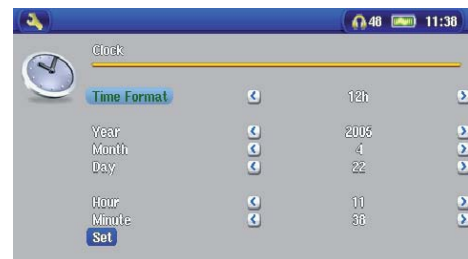 48 11:38
Clock
Time Format 12h
Year 2005
Month 4
Day 22
Hour 11
Minute 38
Set